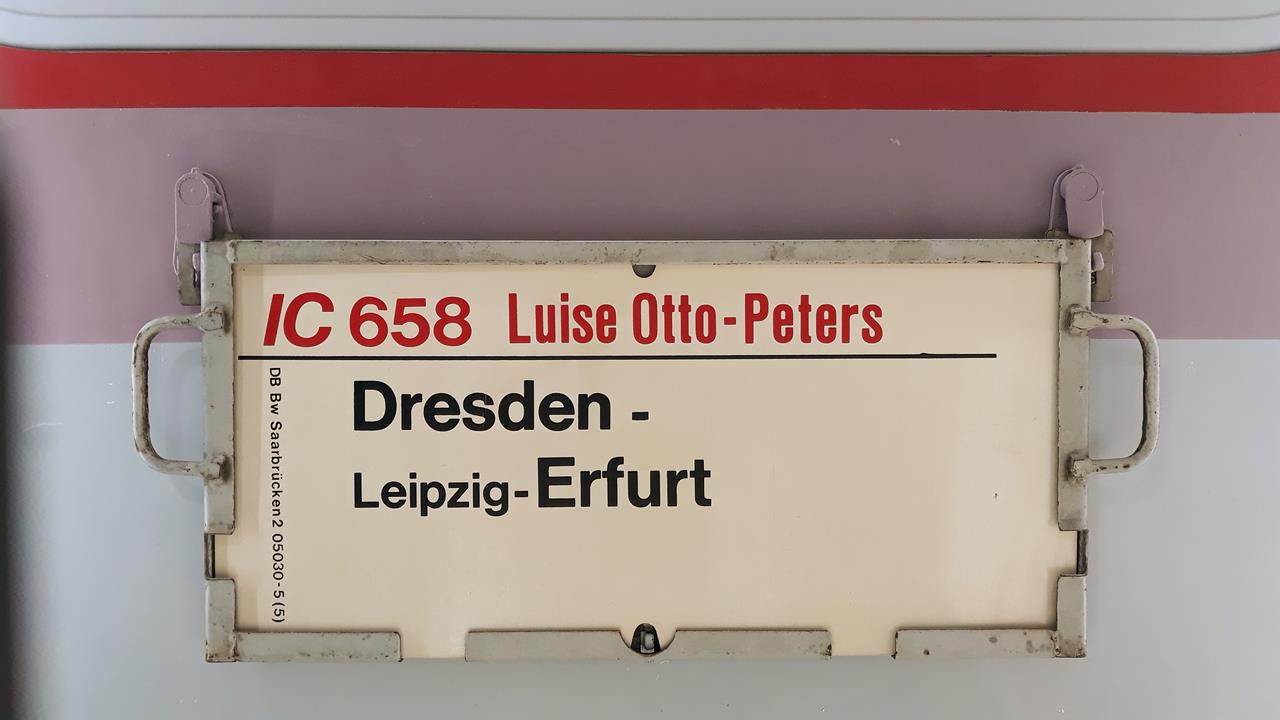 IC 658 Luise Otto-Peters
Dresden -
Leipzig-Erfurt
DB Bw Saarbrücken 2 05030-5 (5)